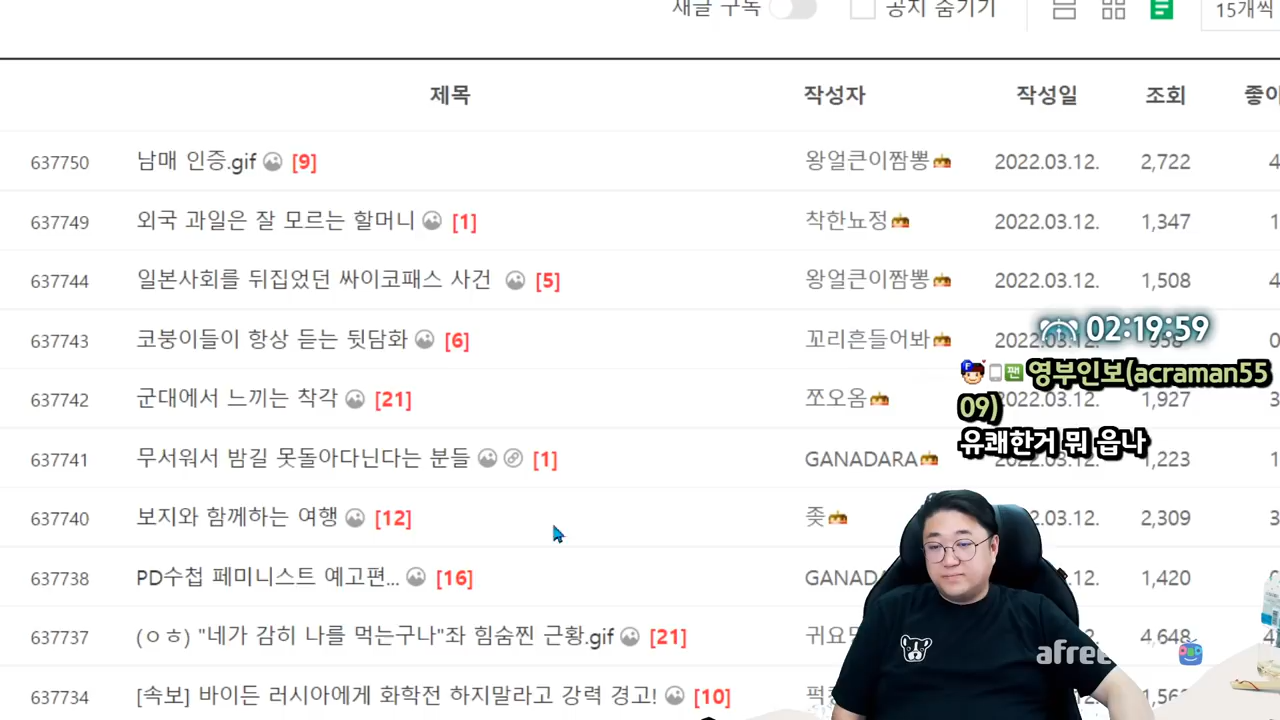 새글 구독 공지 숨기기 15개씩
제목 작성자 작성일 조회
637750 남매 인증.gif [9] 왕얼큰이짬뽕 2022.03.12. 2,722
637749 외국 과일은 잘 모르는 할머니 [1] 착한뇨정 2022.03.12. 1,347
637744 일본사회를 뒤집었던 싸이코패스 사건 [5] 왕얼큰이짬뽕 2022.03.12. 1,508
637743 코붕이들이 항상 듣는 뒷담화 [6] 꼬리흔들어봐
02:19:59
637742 군대에서 느끼는 착각 [21] 쪼오옴 2022.03.12. 1,927
짼 영부인보(acraman55
09)
유쾌한거 뭐 읍나
637741 무서워서 밤길 못돌아다닌다는 분들 [1] GANADARA 2022.03.12. 1,223
637740 보지와 함께하는 여행 [12] 좃 2,309
637738 PD수첩 페미니스트 예고편... [16] 1,420
637737 (ㅇㅎ) "네가 감히 나를 먹는구나"좌 힘숨찐 근황.gif [21]
637734 [속보] 바이든 러시아에게 화학전 하지말라고 강력 경고! [10]